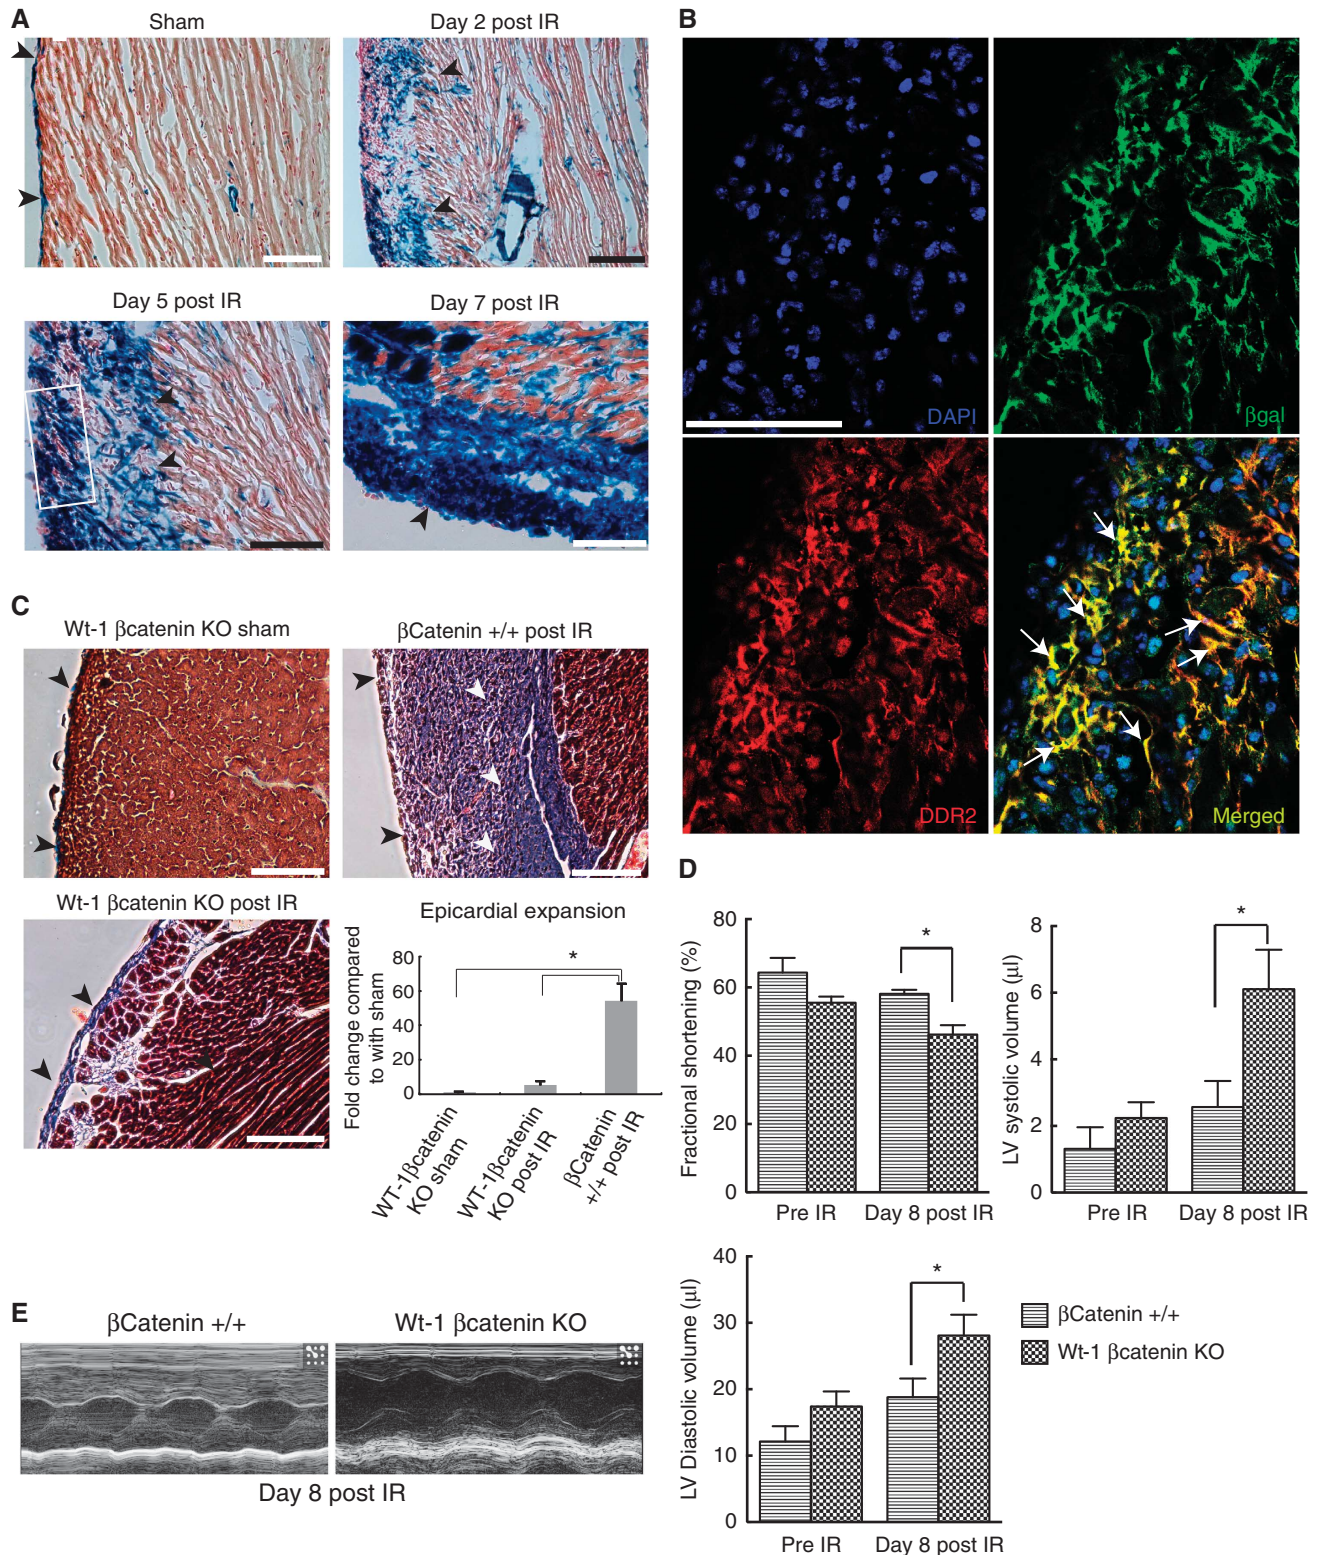 A
Sham
Day 2 post IR
Day 5 post IR
Day 7 post IR
B
DAPI
βgal
DDR2
Merged
C
Wt-1 βcatenin KO sham
βCatenin +/+ post IR
Wt-1 βcatenin KO post IR
Epicardial expansion
Fold change compared
to with sham
80
60
40
20
0
*
WT-1βcatenin
KO sham
WT-1βcatenin
KO post IR
βCatenin
+/+ post IR
D
Fractional shortening (%)
80
60
40
20
0
*
Pre IR
Day 8 post IR
LV systolic volume (μl)
8
6
4
2
0
*
Pre IR
Day 8 post IR
LV Diastolic volume (μl)
40
30
20
10
0
*
Pre IR
Day 8 post IR
βCatenin +/+
Wt-1 βcatenin KO
E
βCatenin +/+
Wt-1 βcatenin KO
Day 8 post IR